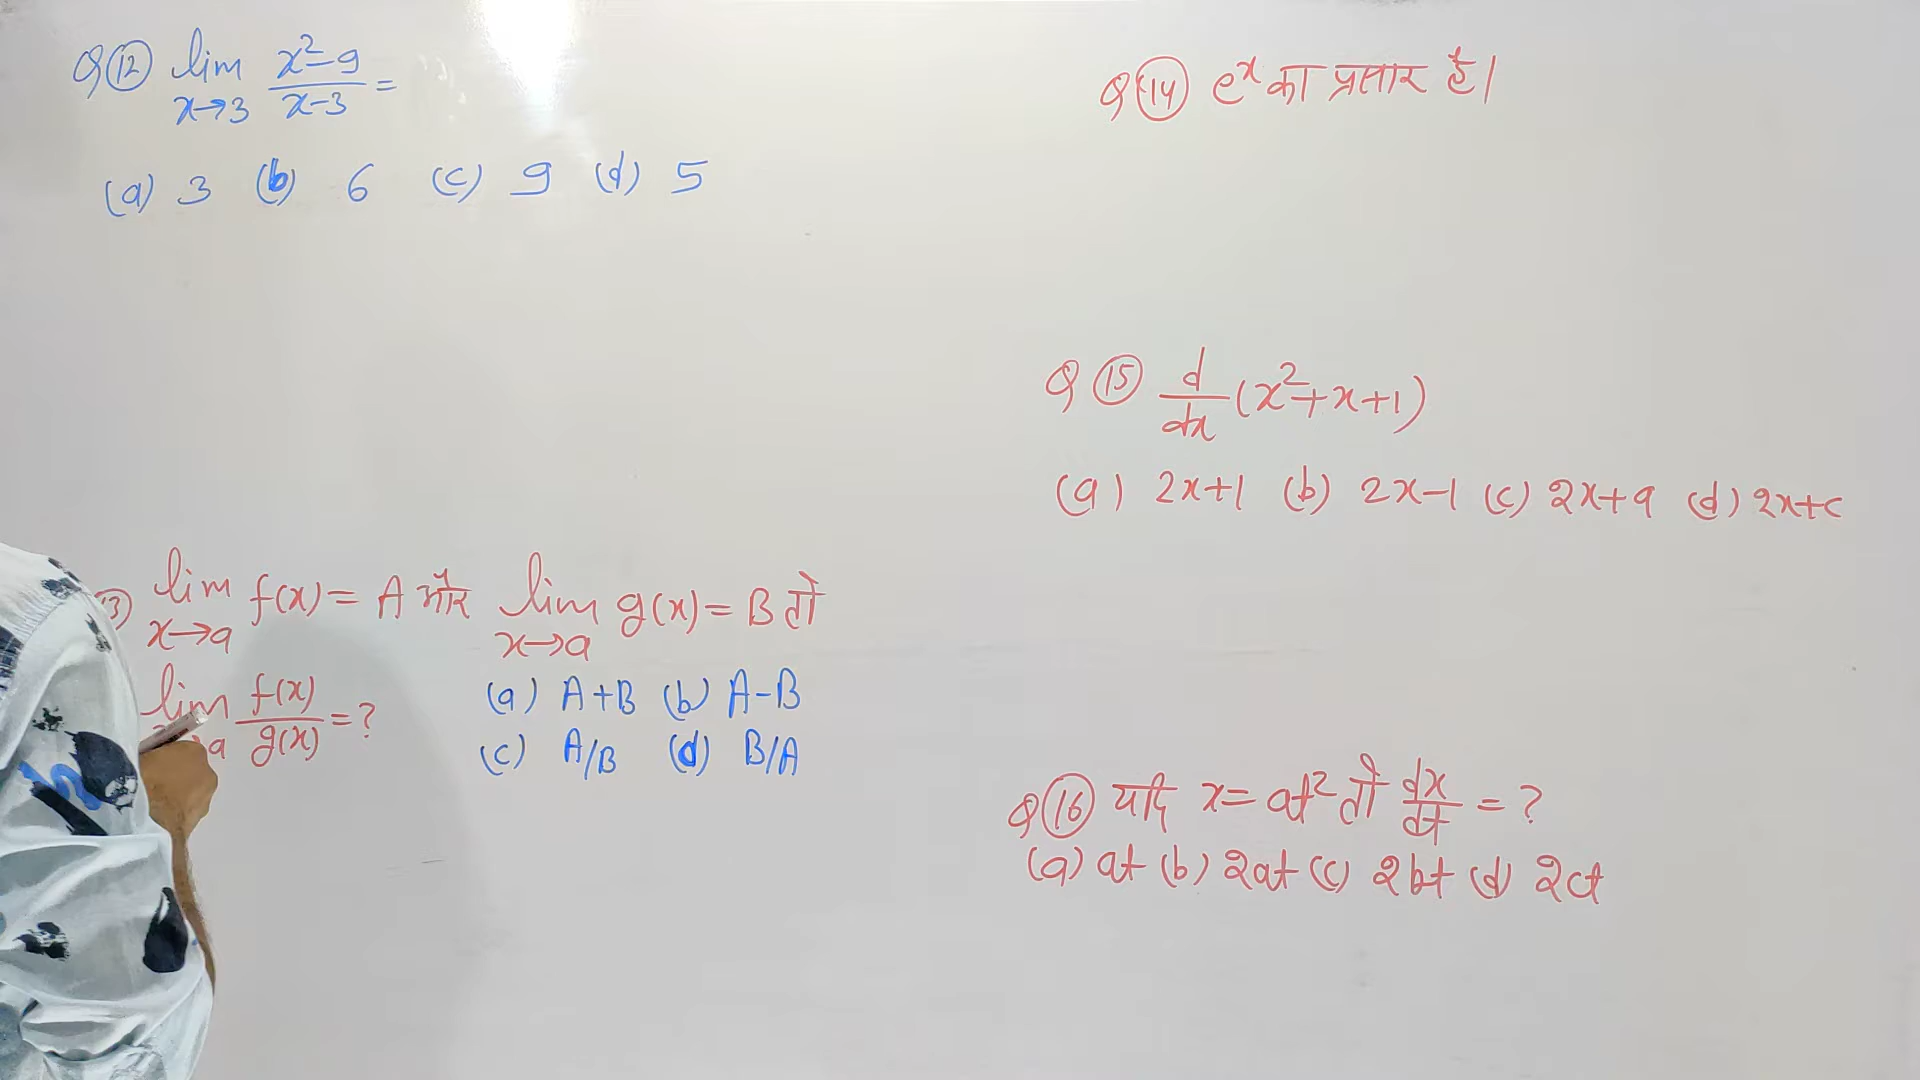 Q 12 lim x→3 x²-9 / x-3 =
(a) 3 (b) 6 (c) 9 (d) 5
13 lim x→a f(x) = A और lim x→a g(x) = B तो
lim x→a f(x) / g(x) = ?
(a) A+B (b) A-B
(c) A/B (d) B/A
Q 14 eˣ का प्रसार है।
Q 15 d/dx (x²+x+1)
(a) 2x+1 (b) 2x-1 (c) 2x+a (d) 2x+c
Q 16 यदि x = at² तो dx/dt = ?
(a) at (b) 2at (c) 2bt (d) 2ct